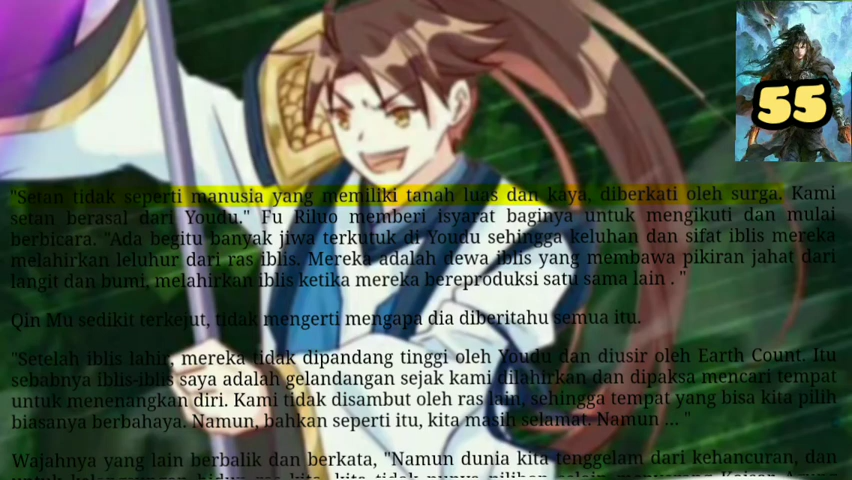 55
"Setan tidak seperti manusia yang memiliki tanah luas dan kaya, diberkati oleh surga. Kami
setan berasal dari Youdu." Fu Riluo memberi isyarat baginya untuk mengikuti dan mulai
berbicara. "Ada begitu banyak jiwa terkutuk di Youdu sehingga keluhan dan sifat iblis mereka
melahirkan leluhur dari ras iblis. Mereka adalah dewa iblis yang membawa pikiran jahat dari
langit dan bumi, melahirkan iblis ketika mereka bereproduksi satu sama lain . "
Qin Mu sedikit terkejut, tidak mengerti mengapa dia diberitahu semua itu.
"Setelah iblis lahir, mereka tidak dipandang tinggi oleh Youdu dan diusir oleh Earth Count. Itu
sebabnya iblis-iblis saya adalah gelandangan sejak kami dilahirkan dan dipaksa mencari tempat
untuk menenangkan diri. Kami tidak disambut oleh ras lain, sehingga tempat yang bisa kita pilih
biasanya berbahaya. Namun, bahkan seperti itu, kita masih selamat. Namun ... "
Wajahnya yang lain berbalik dan berkata, "Namun dunia kita tenggelam dari kehancuran, dan